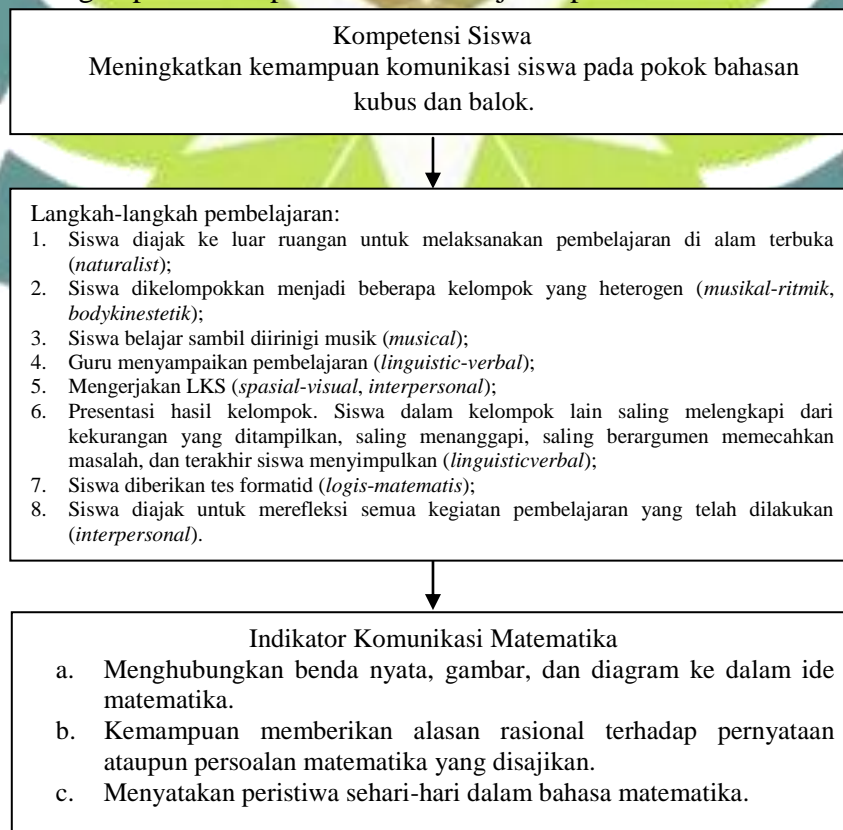 Kompetensi Siswa
Meningkatkan kemampuan komunikasi siswa pada pokok bahasan
kubus dan balok.
Langkah-langkah pembelajaran:
1. Siswa diajak ke luar ruangan untuk melaksanakan pembelajaran di alam terbuka
(naturalist);
2. Siswa dikelompokkan menjadi beberapa kelompok yang heterogen (musikal-ritmik,
bodykinestetik);
3. Siswa belajar sambil diirinigi musik (musical);
4. Guru menyampaikan pembelajaran (linguistic-verbal);
5. Mengerjakan LKS (spasial-visual, interpersonal);
6. Presentasi hasil kelompok. Siswa dalam kelompok lain saling melengkapi dari
kekurangan yang ditampilkan, saling menanggapi, saling berargumen memecahkan
masalah, dan terakhir siswa menyimpulkan (linguisticverbal);
7. Siswa diberikan tes formatid (logis-matematis);
8. Siswa diajak untuk merefleksi semua kegiatan pembelajaran yang telah dilakukan
(interpersonal).
Indikator Komunikasi Matematika
a. Menghubungkan benda nyata, gambar, dan diagram ke dalam ide
matematika.
b. Kemampuan memberikan alasan rasional terhadap pernyataan
ataupun persoalan matematika yang disajikan.
c. Menyatakan peristiwa sehari-hari dalam bahasa matematika.